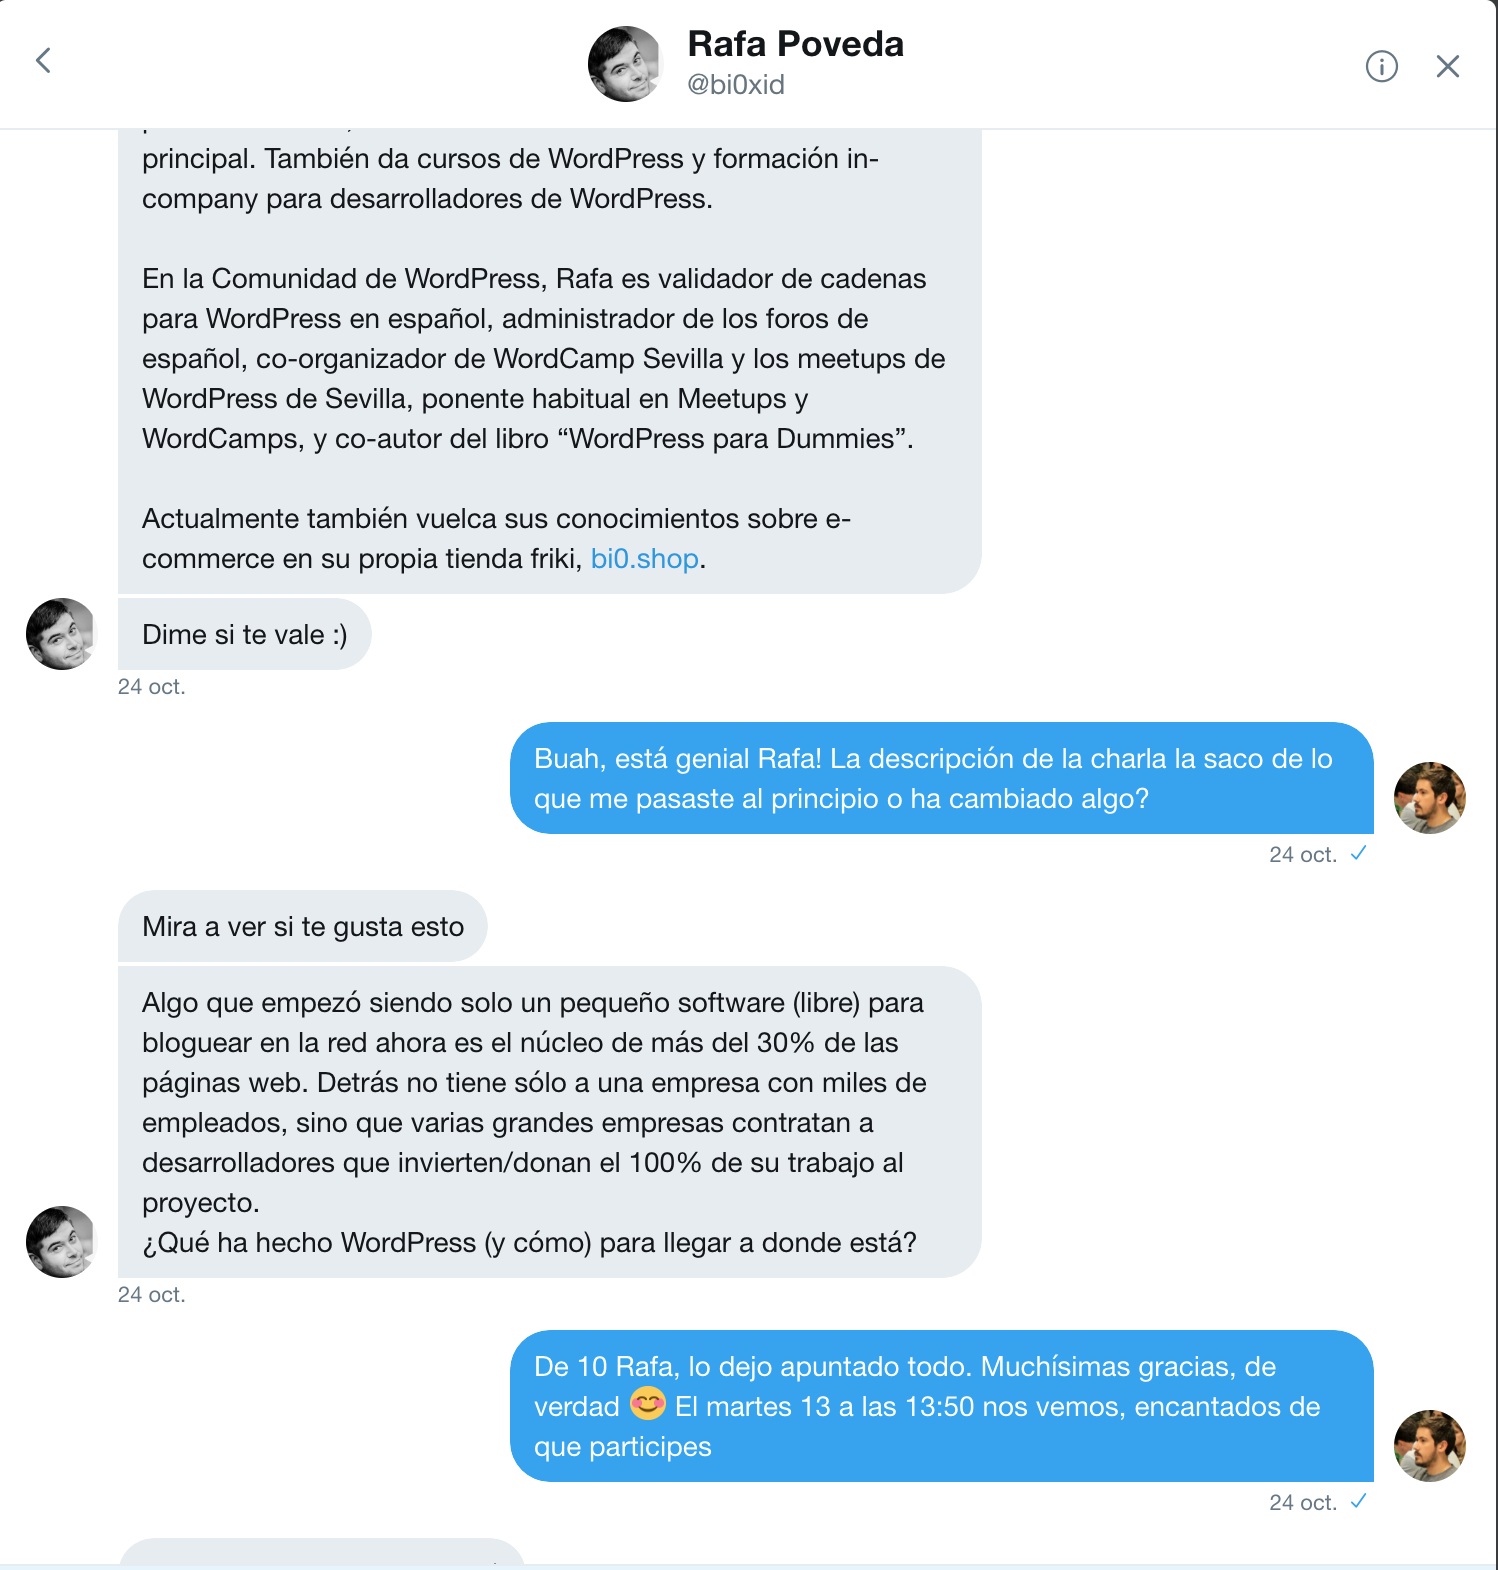 Rafa Poveda
@bi0xid
principal. También da cursos de WordPress y formación in-
company para desarrolladores de WordPress.
En la Comunidad de WordPress, Rafa es validador de cadenas
para WordPress en español, administrador de los foros de
español, co-organizador de WordCamp Sevilla y los meetups de
WordPress de Sevilla, ponente habitual en Meetups y
WordCamps, y co-autor del libro “WordPress para Dummies”.
Actualmente también vuelca sus conocimientos sobre e-
commerce en su propia tienda friki, bi0.shop.
Dime si te vale :)
24 oct.
Buah, está genial Rafa! La descripción de la charla la saco de lo
que me pasaste al principio o ha cambiado algo?
24 oct. ✓
Mira a ver si te gusta esto
Algo que empezó siendo solo un pequeño software (libre) para
bloguear en la red ahora es el núcleo de más del 30% de las
páginas web. Detrás no tiene sólo a una empresa con miles de
empleados, sino que varias grandes empresas contratan a
desarrolladores que invierten/donan el 100% de su trabajo al
proyecto.
¿Qué ha hecho WordPress (y cómo) para llegar a donde está?
24 oct.
De 10 Rafa, lo dejo apuntado todo. Muchísimas gracias, de
verdad 😊 El martes 13 a las 13:50 nos vemos, encantados de
que participes
24 oct. ✓